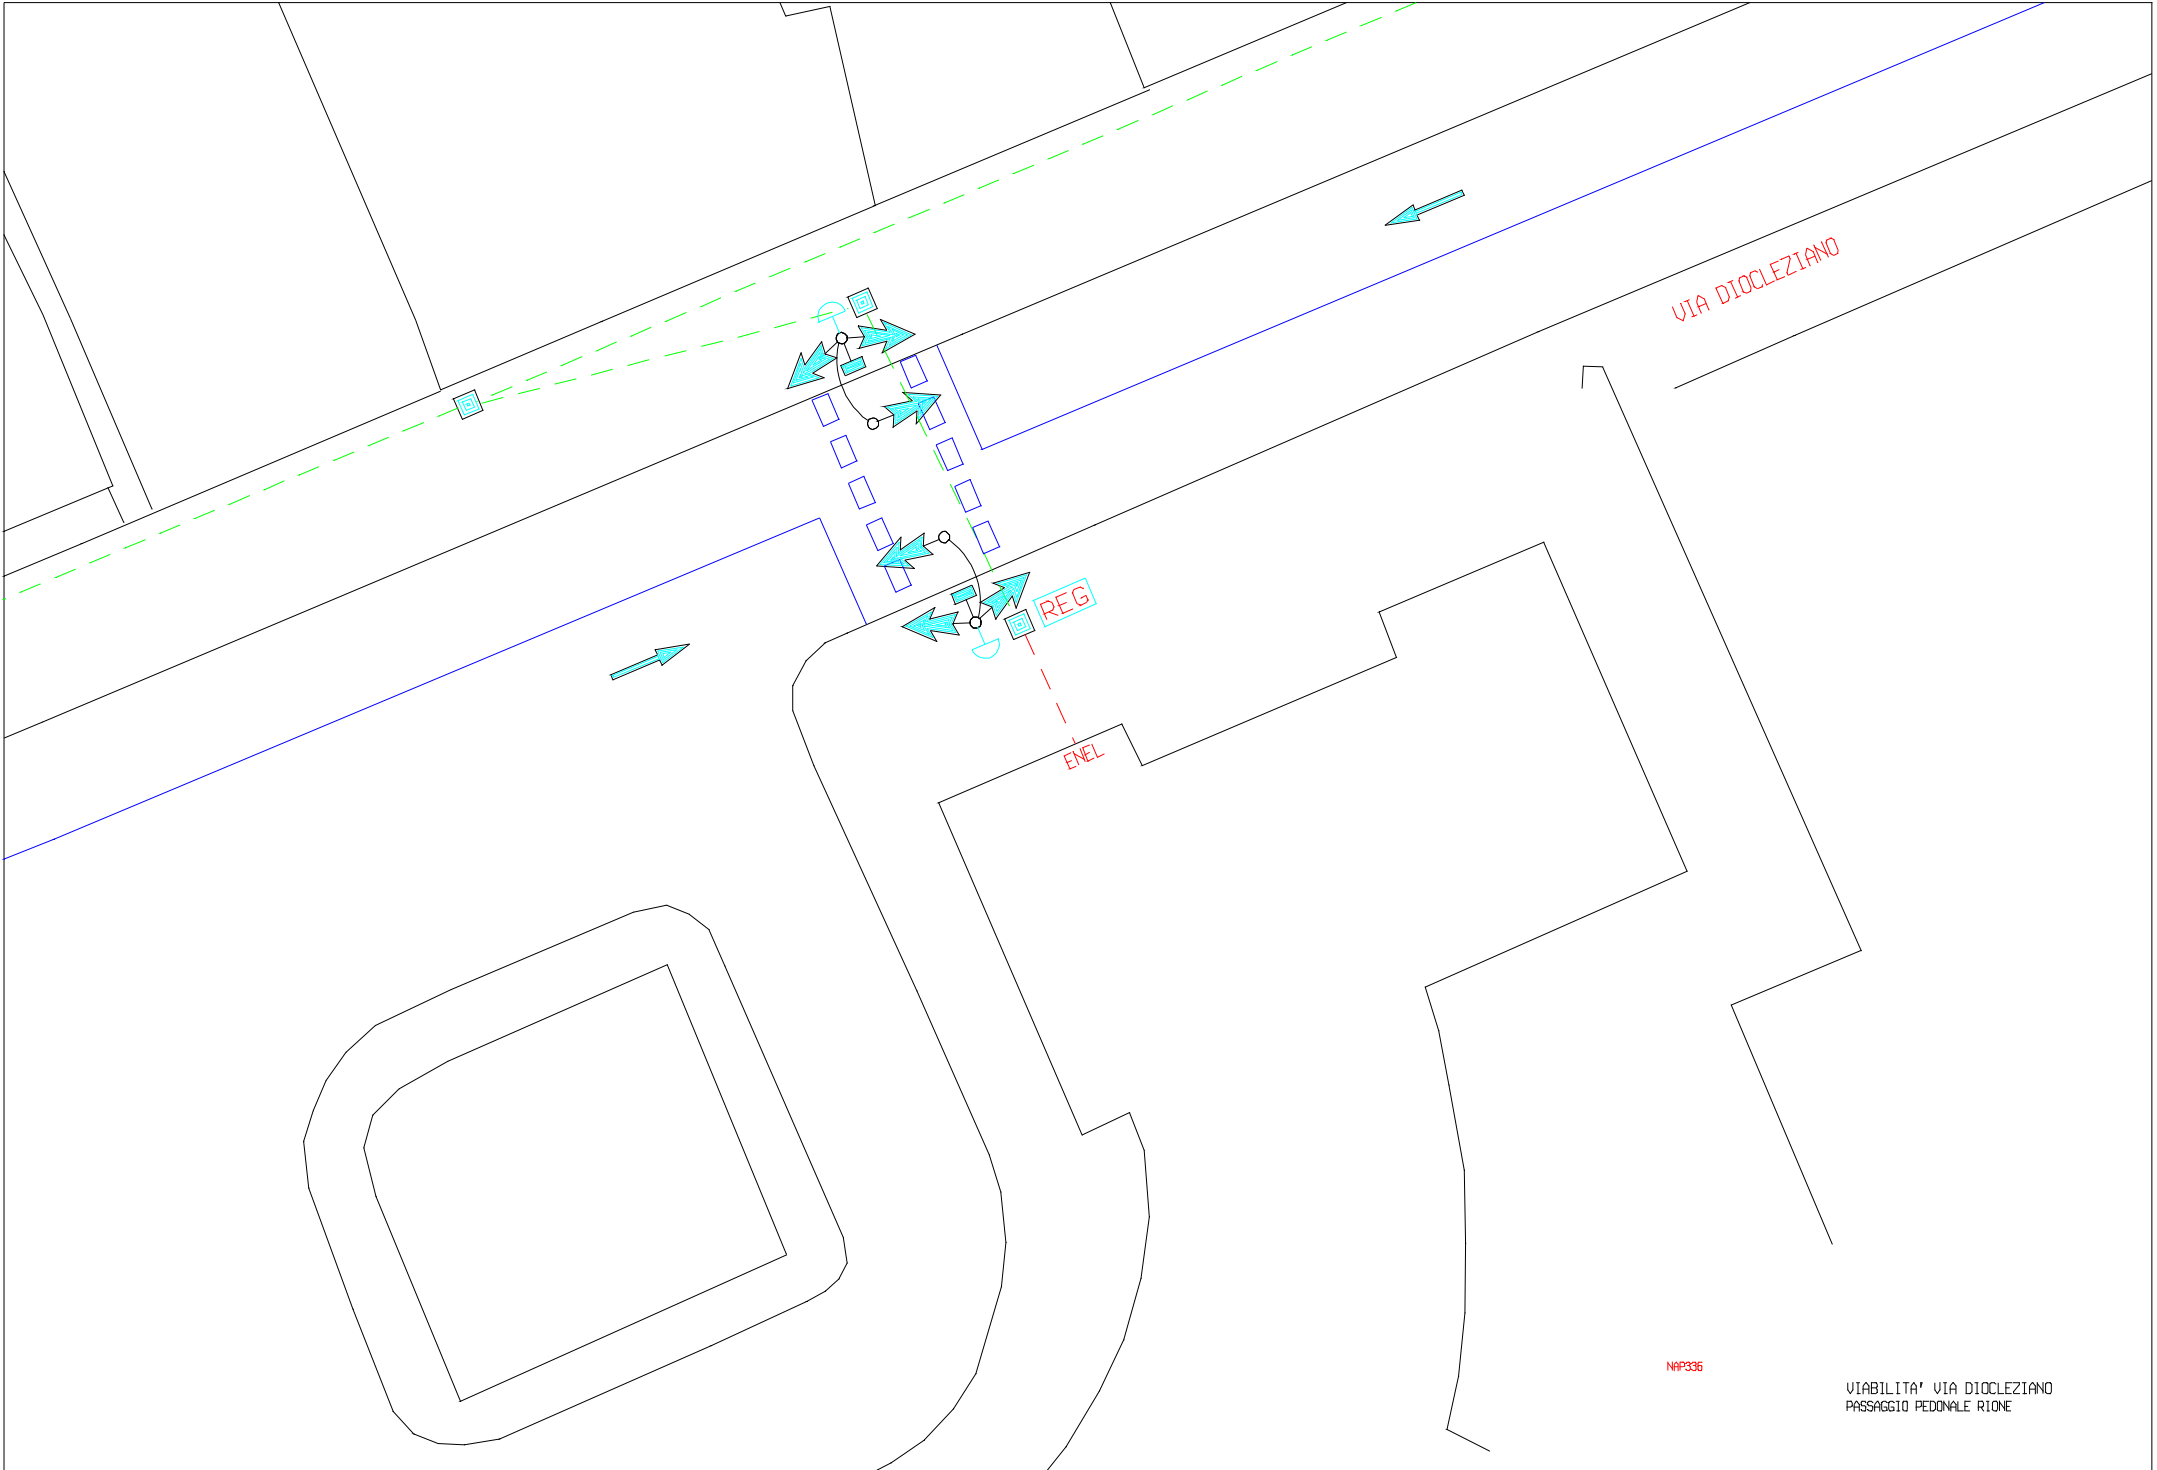 VIA DIOCLEZIANO
REG
ENEL
NAP336
VIABILITA' VIA DIOCLEZIANO
PASSAGGIO PEDONALE RIONE